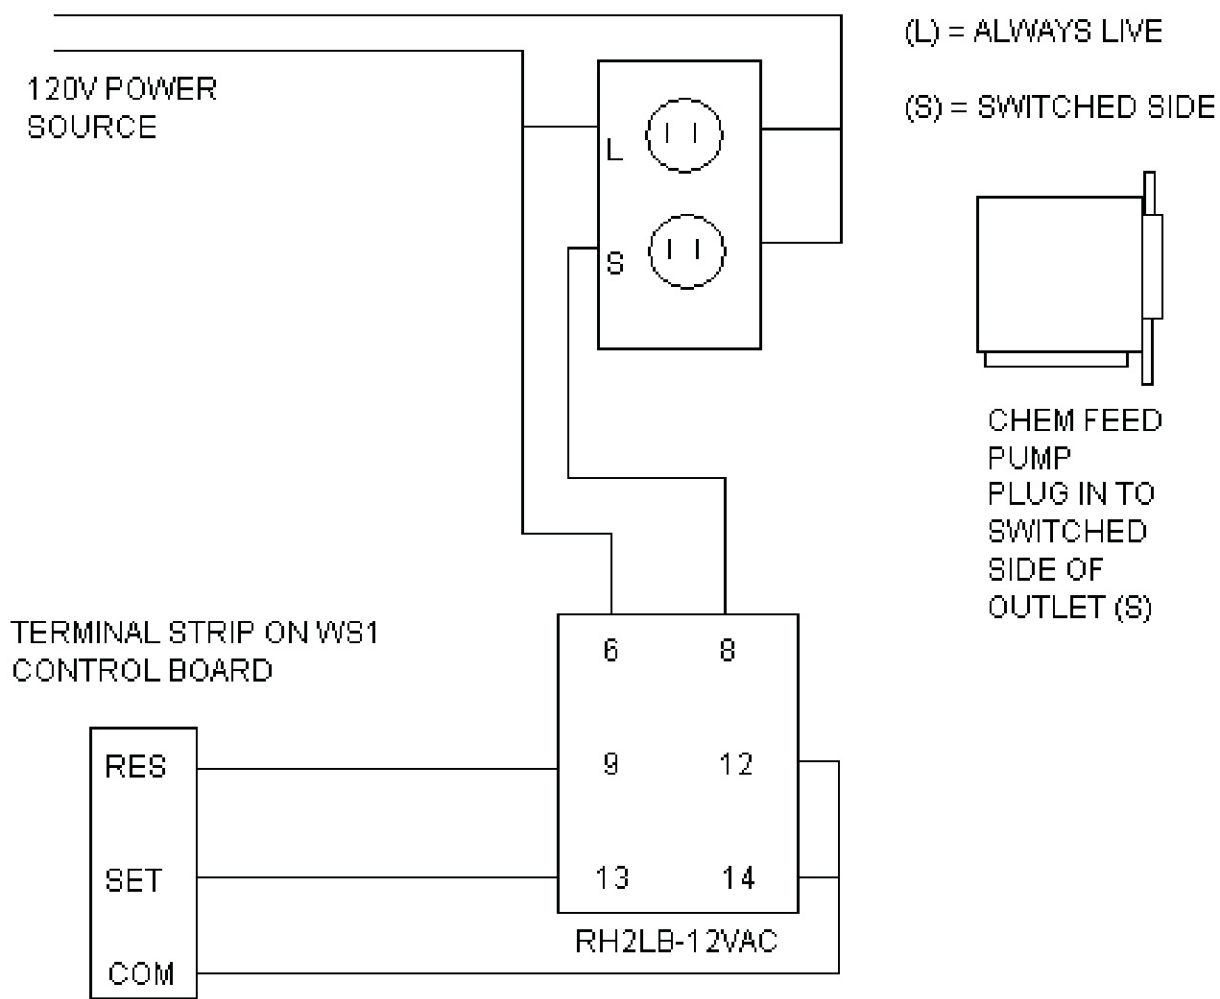 (L) = ALWAYS LIVE
120V POWER
SOURCE
(S) = SWITCHED SIDE
L
S
CHEM FEED
PUMP
PLUG IN TO
SWITCHED
SIDE OF
OUTLET (S)
TERMINAL STRIP ON WS1
CONTROL BOARD
6 8
RES
9 12
SET
13 14
RH2LB-12VAC
COM